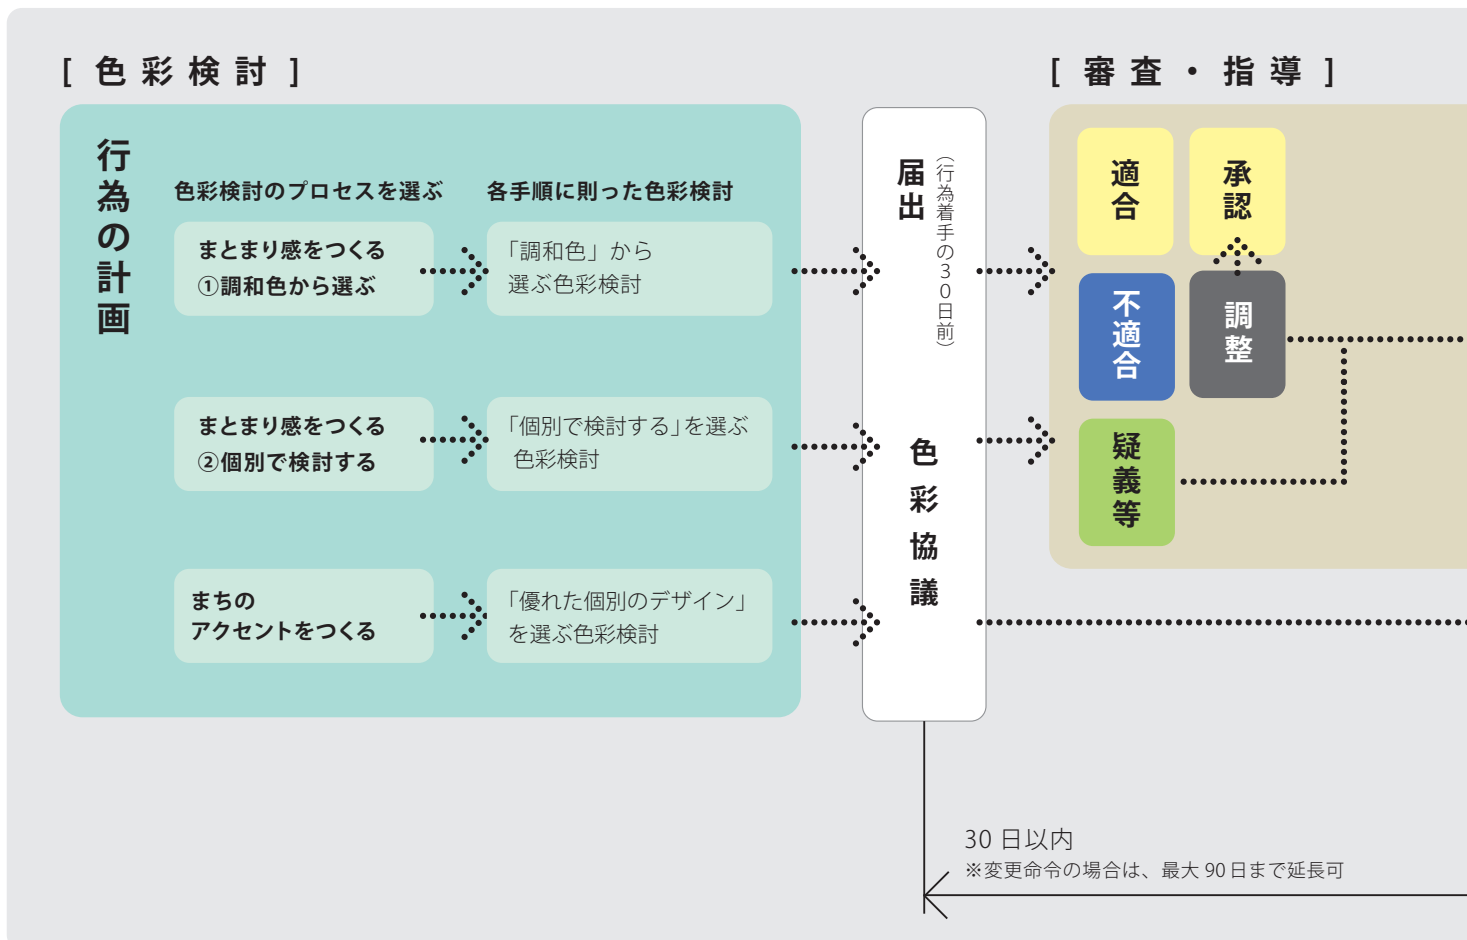 [ 色彩検討 ]
行為の計画
色彩検討のプロセスを選ぶ
各手順に則った色彩検討
まとまり感をつくる
①調和色から選ぶ
「調和色」から
選ぶ色彩検討
まとまり感をつくる
②個別で検討する
「個別で検討する」を選ぶ
色彩検討
まちの
アクセントをつくる
「優れた個別のデザイン」
を選ぶ色彩検討
届出
（行為着手の30日前）
色彩協議
[ 審査・指導 ]
適合
承認
不適合
調整
疑義等
30 日以内
※変更命令の場合は、最大 90 日まで延長可